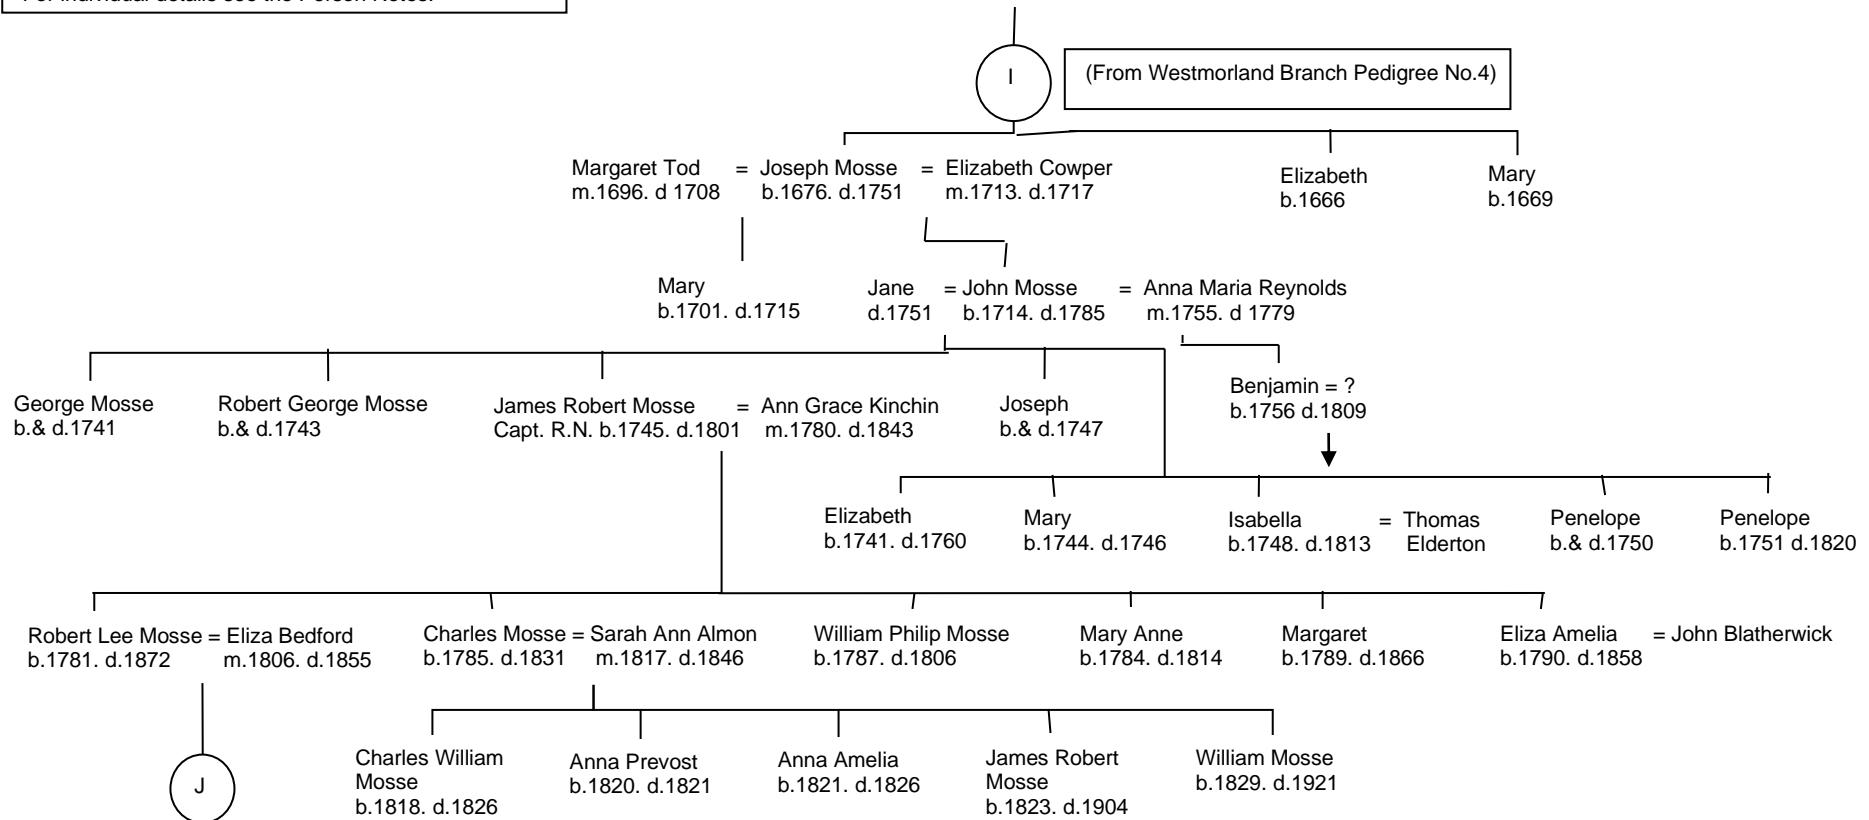 For individual details see the Person Notes.
I
(From Westmorland Branch Pedigree No.4)
Margaret Tod = Joseph Mosse = Elizabeth Cowper
m.1696. d 1708 b.1676. d.1751 m.1713. d.1717
Elizabeth
b.1666
Mary
b.1669
Mary
b.1701. d.1715
Jane = John Mosse = Anna Maria Reynolds
d.1751 b.1714. d.1785 m.1755. d 1779
George Mosse
b.& d.1741
Robert George Mosse
b.& d.1743
James Robert Mosse = Ann Grace Kinchin
Capt. R.N. b.1745. d.1801 m.1780. d.1843
Joseph
b.& d.1747
Benjamin = ?
b.1756 d.1809
Elizabeth
b.1741. d.1760
Mary
b.1744. d.1746
Isabella = Thomas
b.1748. d.1813 Elderton
Penelope
b.& d.1750
Penelope
b.1751 d.1820
Robert Lee Mosse = Eliza Bedford
b.1781. d.1872 m.1806. d.1855
Charles Mosse = Sarah Ann Almon
b.1785. d.1831 m.1817. d.1846
William Philip Mosse
b.1787. d.1806
Mary Anne
b.1784. d.1814
Margaret
b.1789. d.1866
Eliza Amelia = John Blatherwick
b.1790. d.1858
J
Charles William
Mosse
b.1818. d.1826
Anna Prevost
b.1820. d.1821
Anna Amelia
b.1821. d.1826
James Robert
Mosse
b.1823. d.1904
William Mosse
b.1829. d.1921